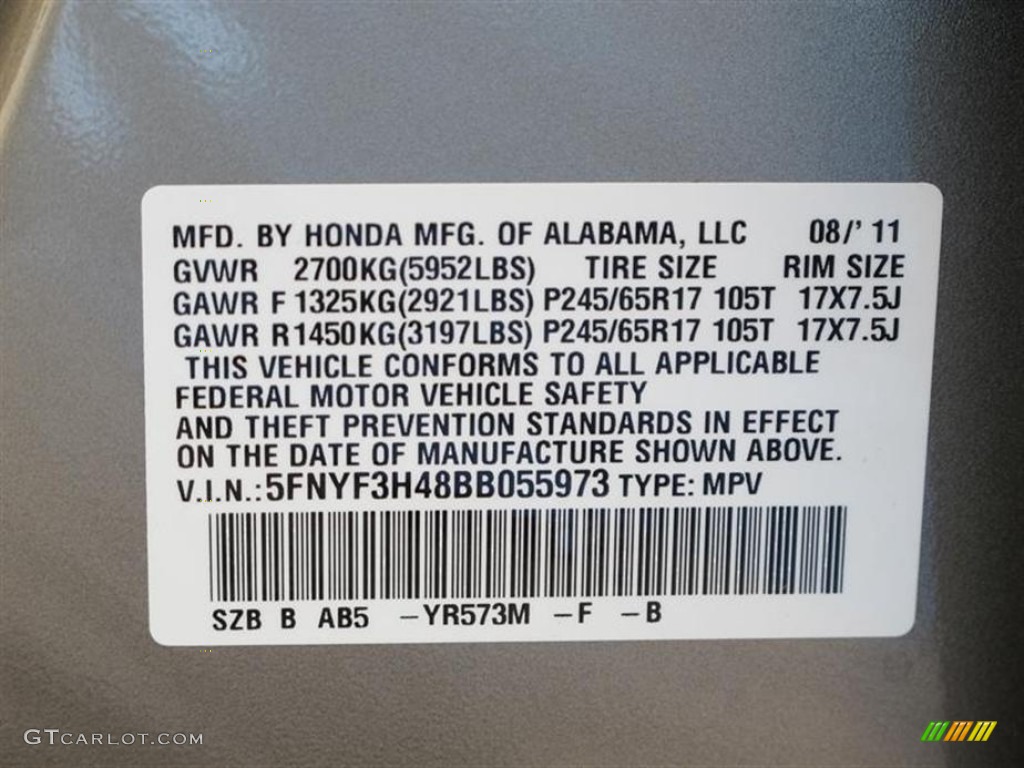 MFD. BY HONDA MFG. OF ALABAMA, LLC 08/' 11
GVWR 2700KG(5952LBS) TIRE SIZE RIM SIZE
GAWR F 1325KG(2921LBS) P245/65R17 105T 17X7.5J
GAWR R1450KG(3197LBS) P245/65R17 105T 17X7.5J
THIS VEHICLE CONFORMS TO ALL APPLICABLE
FEDERAL MOTOR VEHICLE SAFETY
AND THEFT PREVENTION STANDARDS IN EFFECT
ON THE DATE OF MANUFACTURE SHOWN ABOVE.
V.I.N.:5FNYF3H48BB055973 TYPE: MPV
SZB B AB5 –YR573M –F –B
GTCARLOT.COM